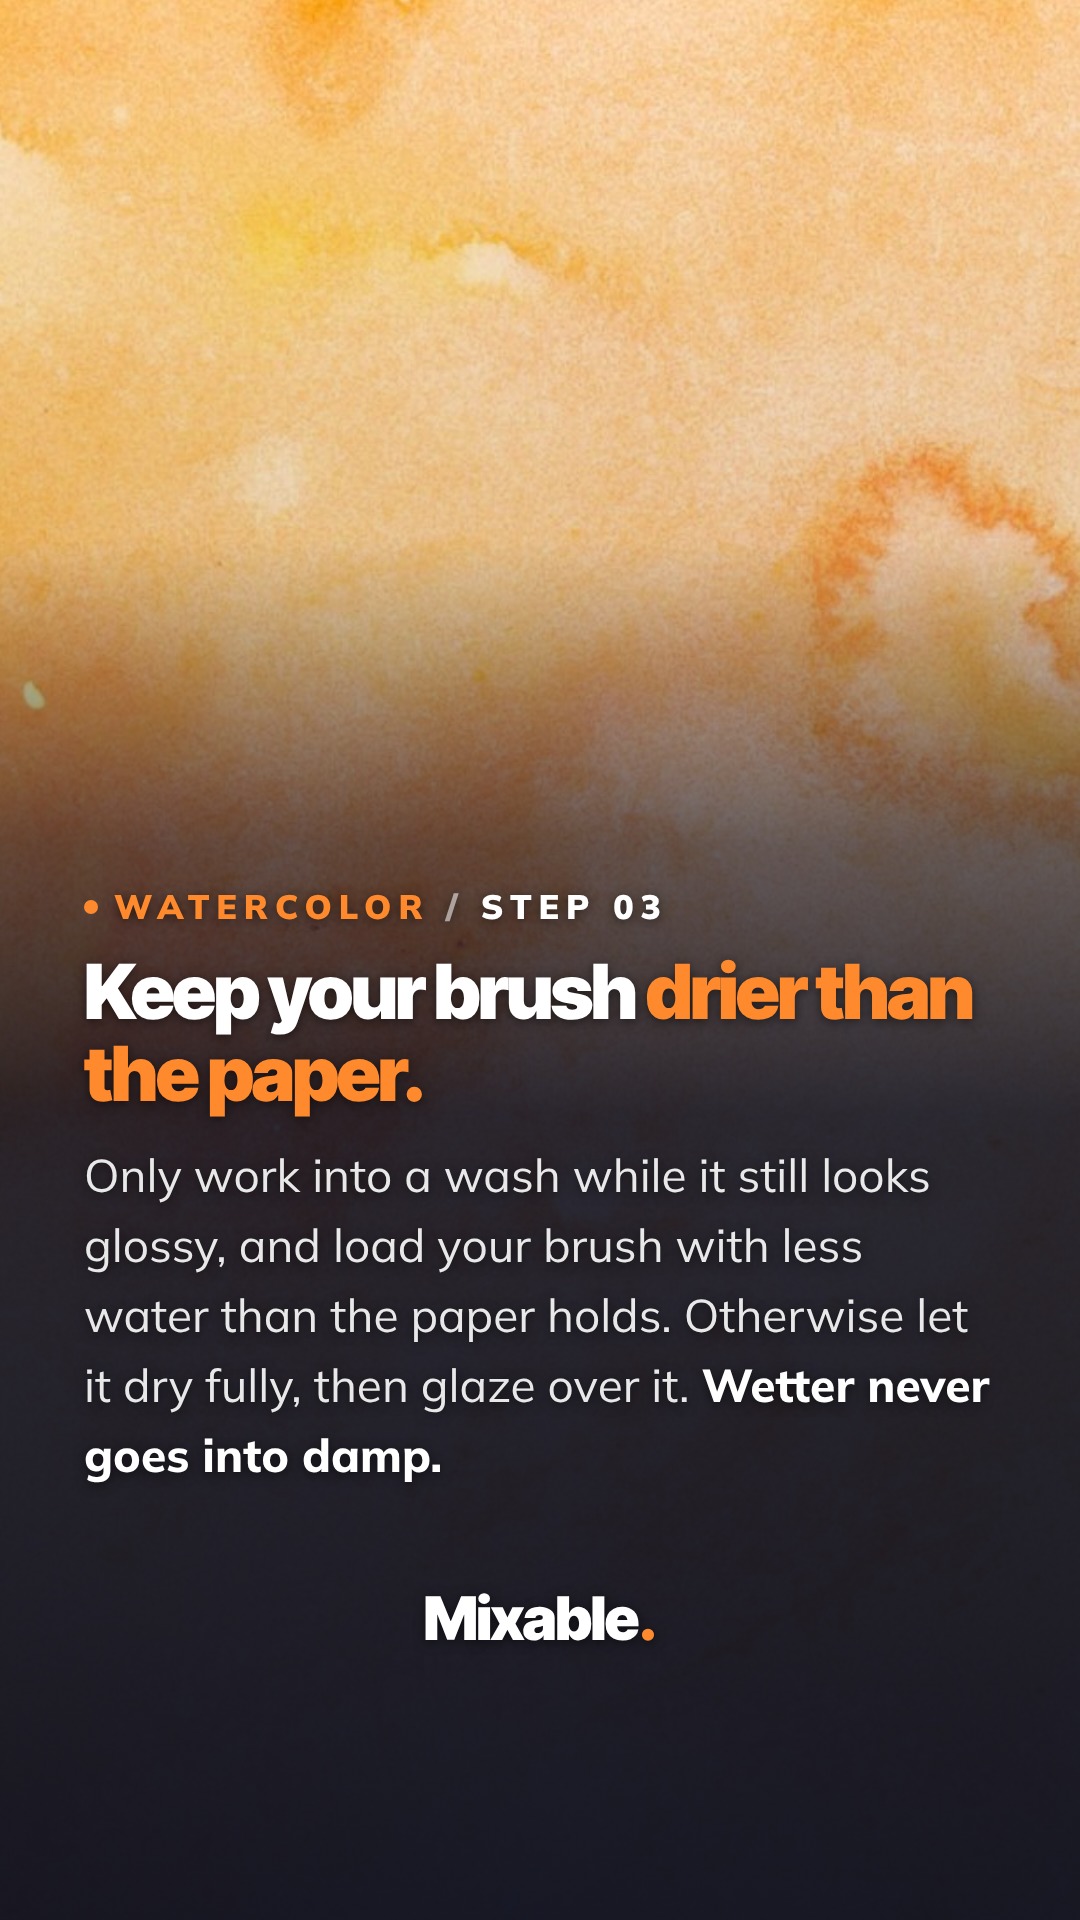 • WATERCOLOR / STEP 03
Keep your brush drier than
the paper.
Only work into a wash while it still looks
glossy, and load your brush with less
water than the paper holds. Otherwise let
it dry fully, then glaze over it. Wetter never
goes into damp.
Mixable.